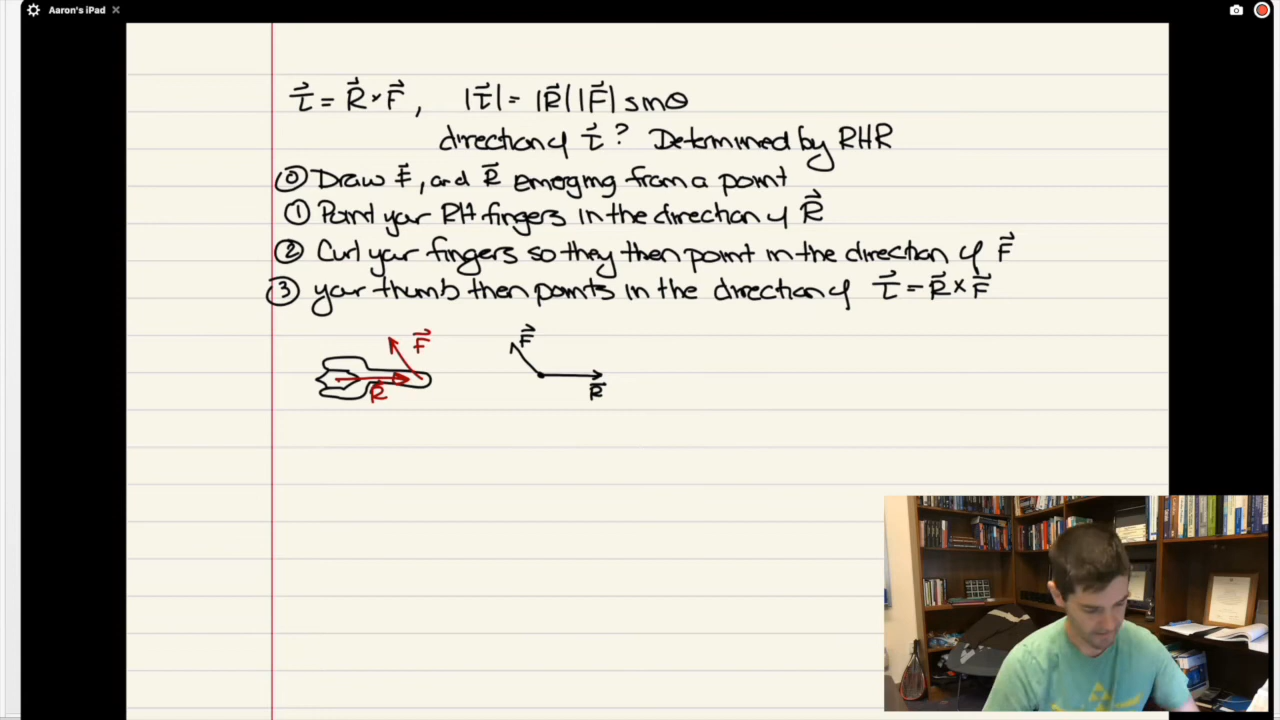 Aaron's iPad
τ⃗ = R⃗ × F⃗ , |τ⃗| = |R⃗||F⃗| sinθ
direction of τ⃗? Determined by RHR
⓪ Draw F⃗, and R⃗ emerging from a point
① Point your RH fingers in the direction of R⃗
② Curl your fingers so they then point in the direction of F⃗
③ your thumb then points in the direction of τ⃗ = R⃗ × F⃗
F⃗
R⃗
F⃗
R⃗